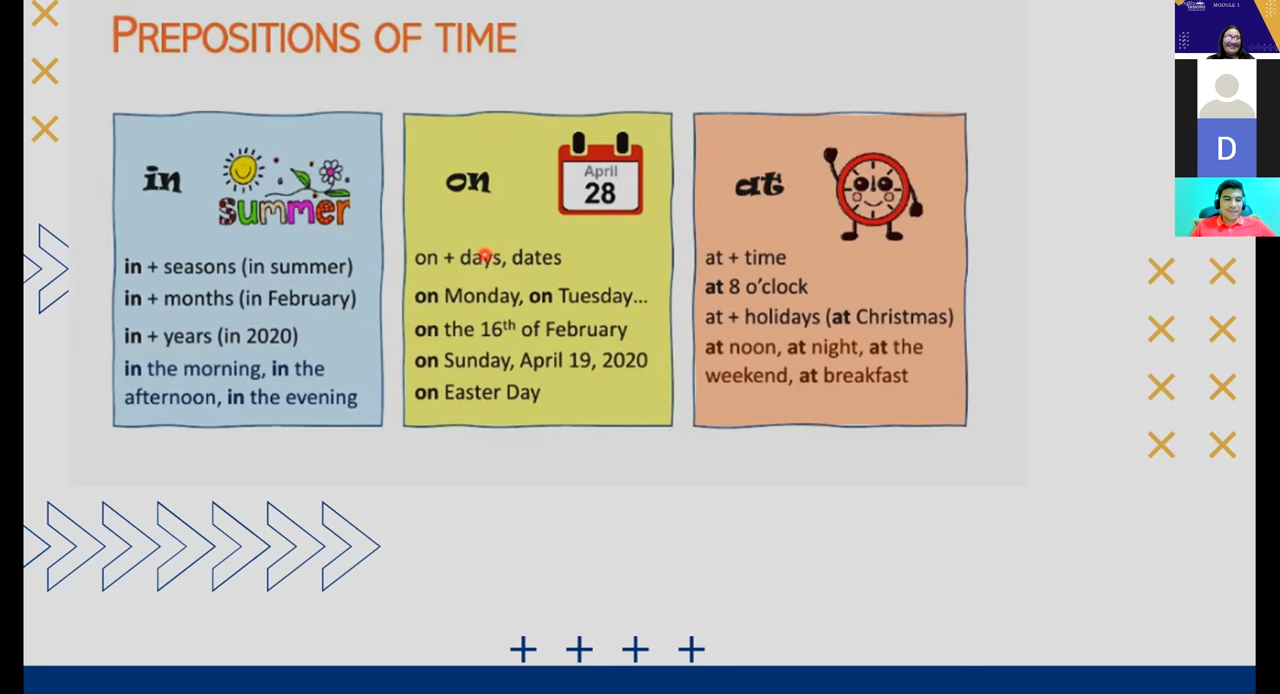 PREPOSITIONS OF TIME
in
summer
in + seasons (in summer)
in + months (in February)
in + years (in 2020)
in the morning, in the
afternoon, in the evening
on
April
28
on + days, dates
on Monday, on Tuesday...
on the 16th of February
on Sunday, April 19, 2020
on Easter Day
at
at + time
at 8 o'clock
at + holidays (at Christmas)
at noon, at night, at the
weekend, at breakfast
MODULE 1
D